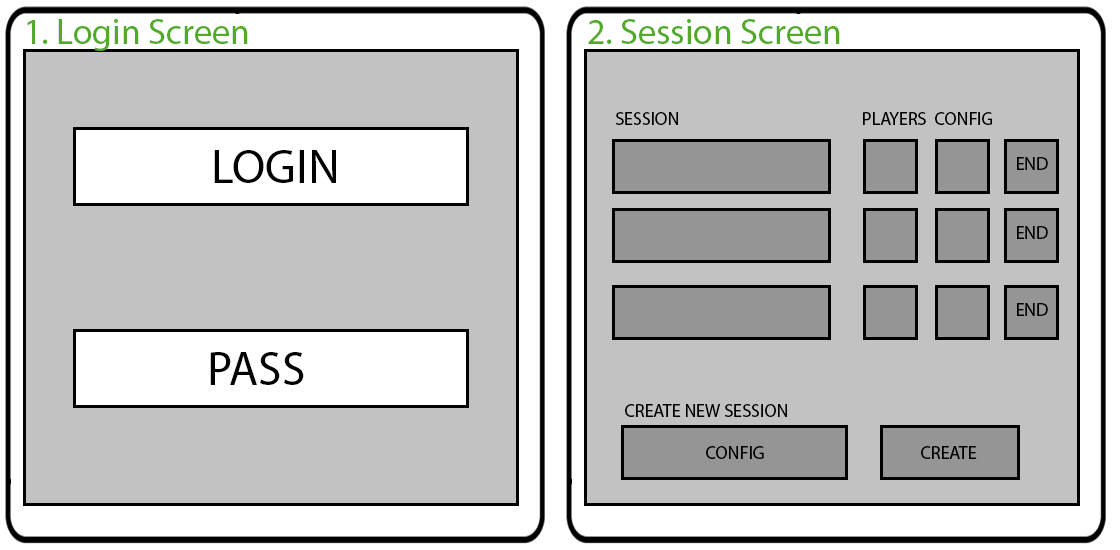 1. Login Screen
LOGIN
PASS
2. Session Screen
SESSION PLAYERS CONFIG
END
END
END
CREATE NEW SESSION
CONFIG CREATE